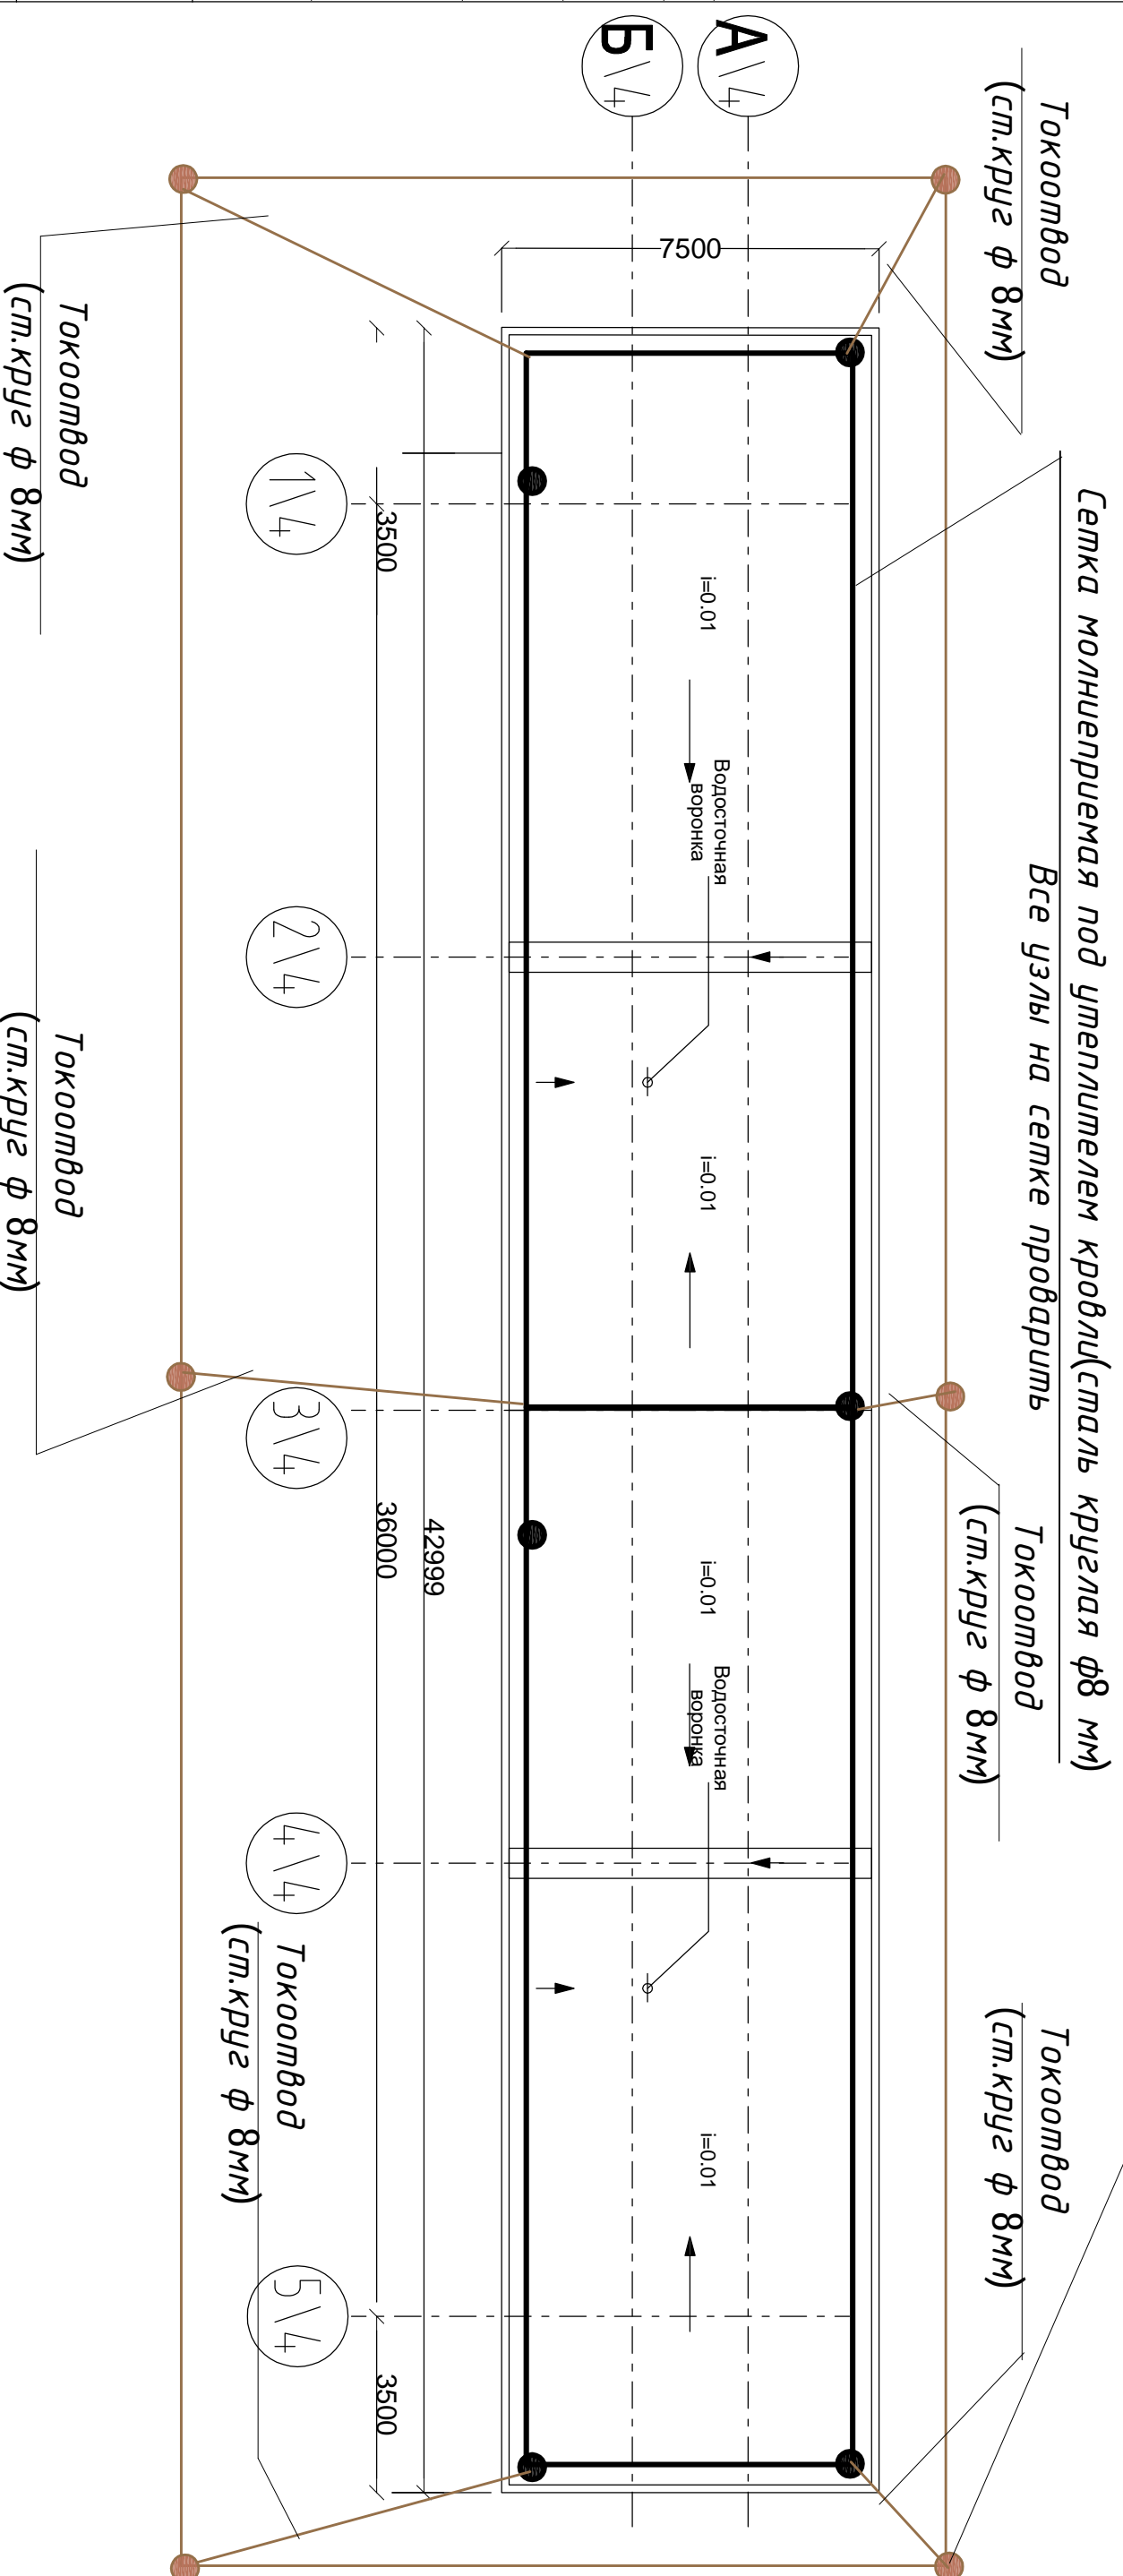 А\4
Б\4
Токоотвод
(ст.круг ф 8мм)
Сетка молниеприемая под утеплителем кровли(сталь круглая ф8 мм)
Все узлы на сетке проварить
Токоотвод
(ст.круг ф 8мм)
Токоотвод
(ст.круг ф 8мм)
7500
i=0.01
Водосточная
воронка
i=0.01
i=0.01
Водосточная
воронка
i=0.01
42999
3500
36000
3500
1\4
2\4
3\4
4\4
5\4
Токоотвод
(ст.круг ф 8мм)
Токоотвод
(ст.круг ф 8мм)
Токоотвод
(ст.круг ф 8мм)